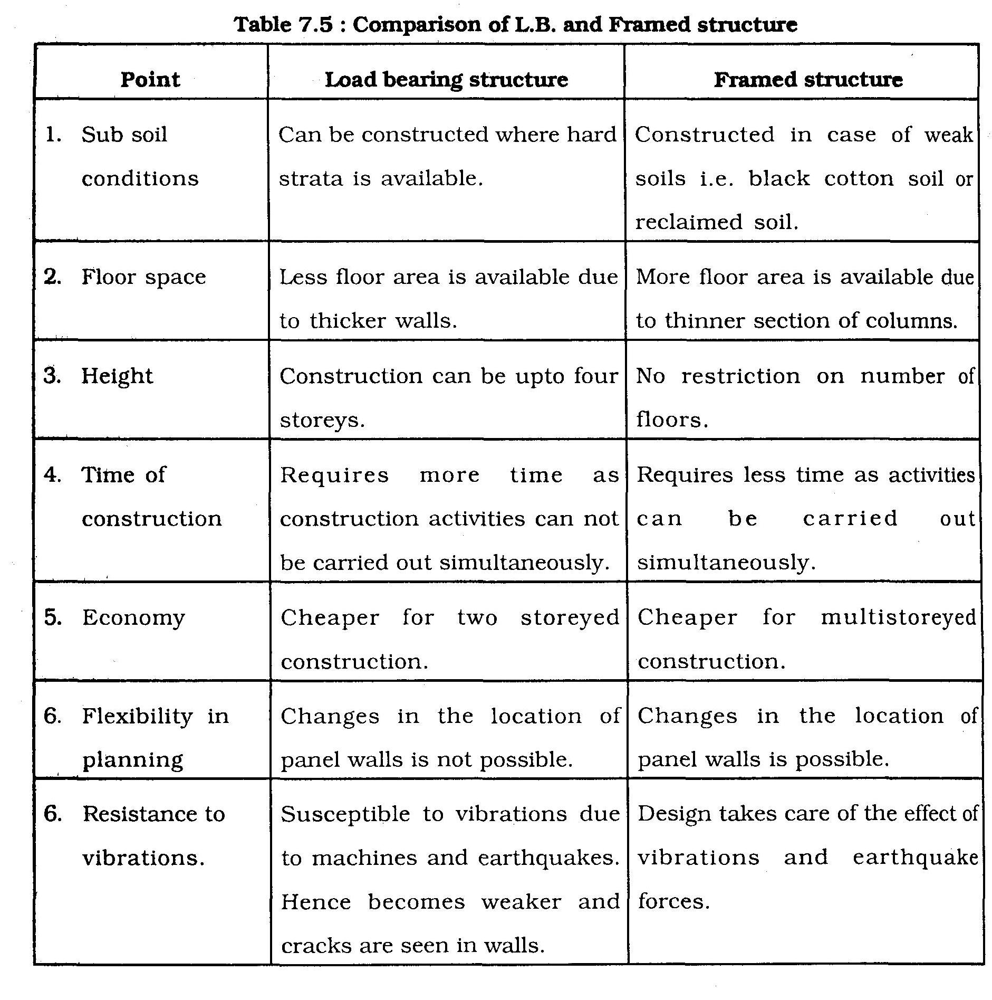 Table 7.5 : Comparison of L.B. and Framed structure
Point
Load bearing structure
Framed structure
1. Sub soil
conditions
Can be constructed where hard
strata is available.
Constructed in case of weak
soils i.e. black cotton soil or
reclaimed soil.
2. Floor space
Less floor area is available due
to thicker walls.
More floor area is available due
to thinner section of columns.
3. Height
Construction can be upto four
storeys.
No restriction on number of
floors.
4. Time of
construction
Requires more time as
construction activities can not
be carried out simultaneously.
Requires less time as activities
can be carried out
simultaneously.
5. Economy
Cheaper for two storeyed
construction.
Cheaper for multistoreyed
construction.
6. Flexibility in
planning
Changes in the location of
panel walls is not possible.
Changes in the location of
panel walls is possible.
6. Resistance to
vibrations.
Susceptible to vibrations due
to machines and earthquakes.
Hence becomes weaker and
cracks are seen in walls.
Design takes care of the effect of
vibrations and earthquake
forces.